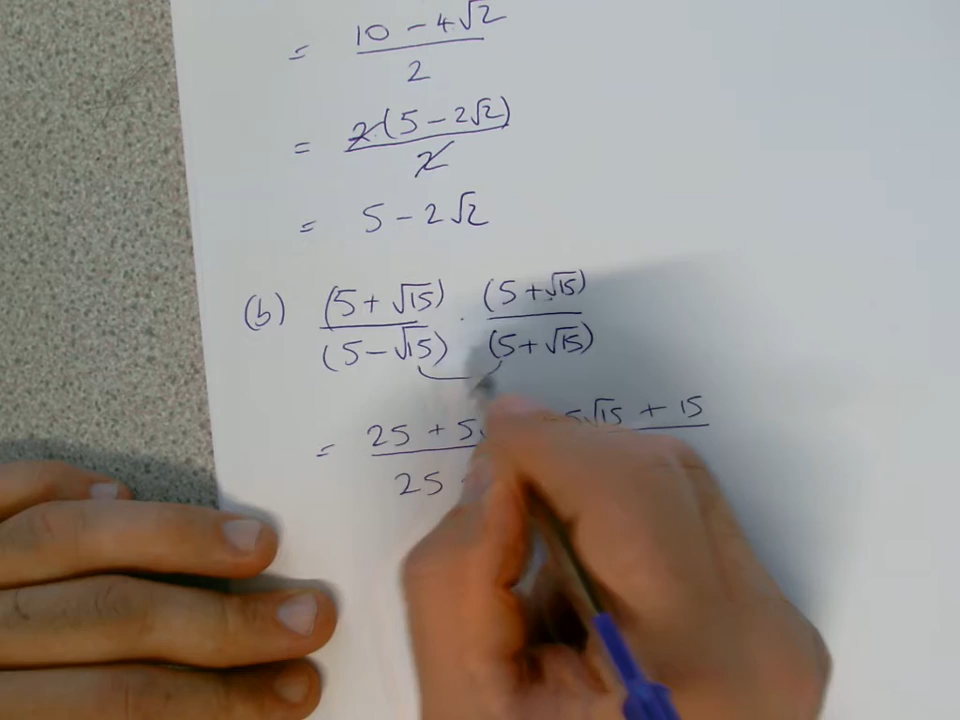 = 10 - 4√2
2
= 2(5 - 2√2)
2
= 5 - 2√2
(b) (5 + √15) . (5 + √15)
(5 - √15) (5 + √15)
= 25 + 5 5√15 + 15
25